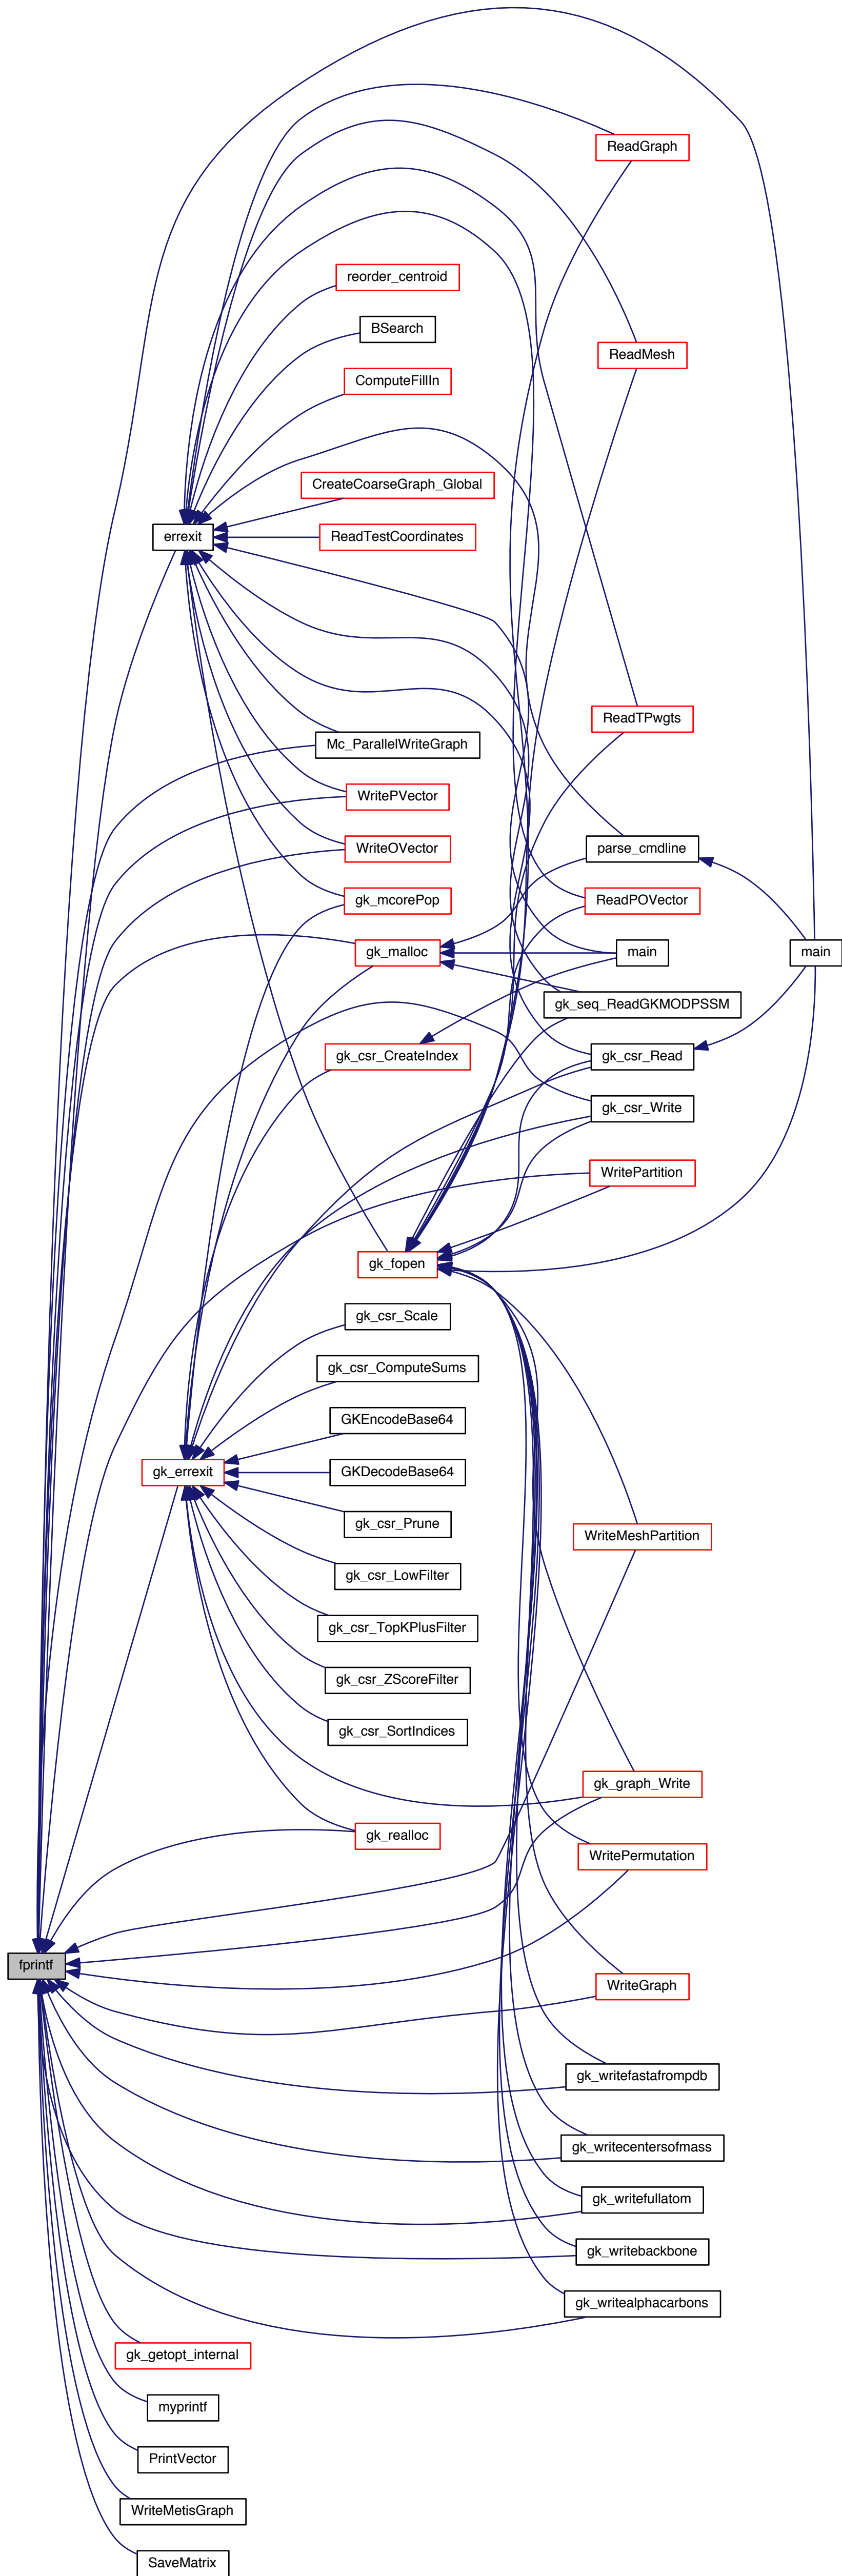 ReadGraph
reorder_centroid
BSearch
ReadMesh
ComputeFillIn
CreateCoarseGraph_Global
errexit
ReadTestCoordinates
ReadTPwgts
Mc_ParallelWriteGraph
WritePVector
WriteOVector
parse_cmdline
gk_mcorePop
ReadPOVector
gk_malloc
main
main
gk_seq_ReadGKMODPSSM
gk_csr_CreateIndex
gk_csr_Read
gk_csr_Write
WritePartition
gk_fopen
gk_csr_Scale
gk_csr_ComputeSums
GKEncodeBase64
gk_errexit
GKDecodeBase64
gk_csr_Prune
WriteMeshPartition
gk_csr_LowFilter
gk_csr_TopKPlusFilter
gk_csr_ZScoreFilter
gk_csr_SortIndices
gk_graph_Write
gk_realloc
WritePermutation
fprintf
WriteGraph
gk_writefastafrompdb
gk_writecentersofmass
gk_writefullatom
gk_writebackbone
gk_writealphacarbons
gk_getopt_internal
myprintf
PrintVector
WriteMetisGraph
SaveMatrix